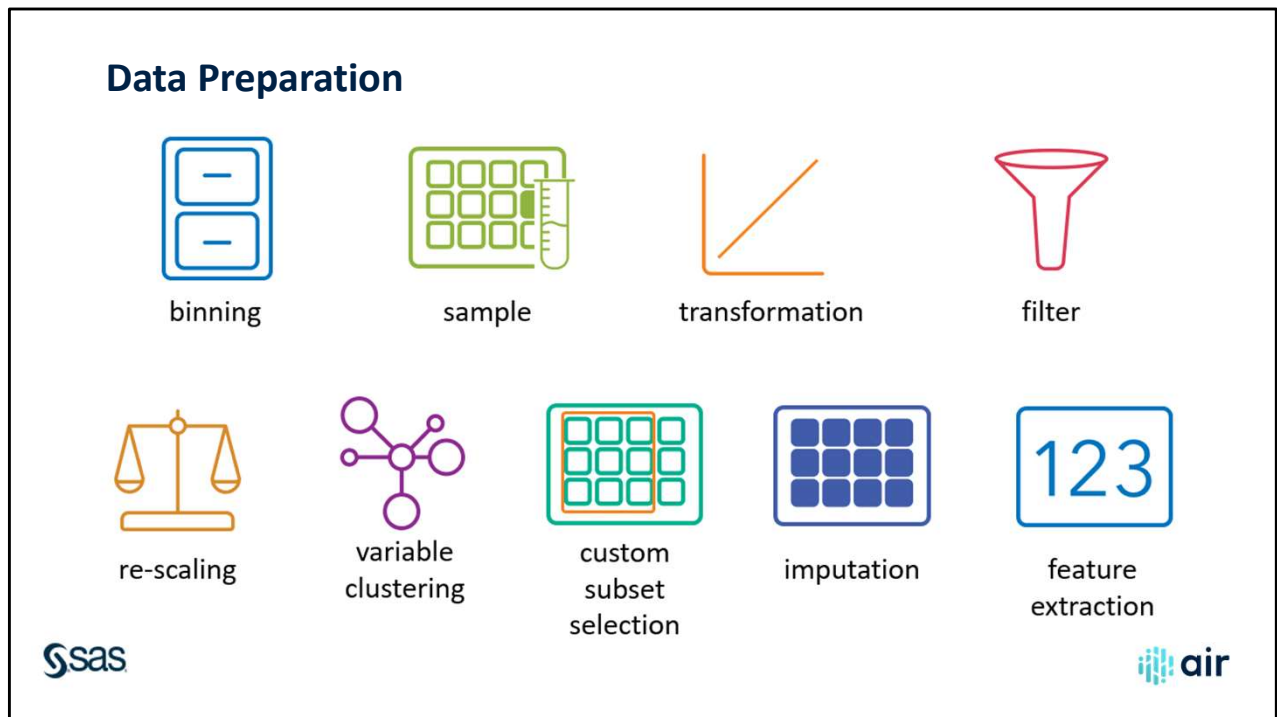 Data Preparation
binning
sample
transformation
filter
re-scaling
variable
clustering
custom
subset
selection
imputation
123
feature
extraction
sas
air